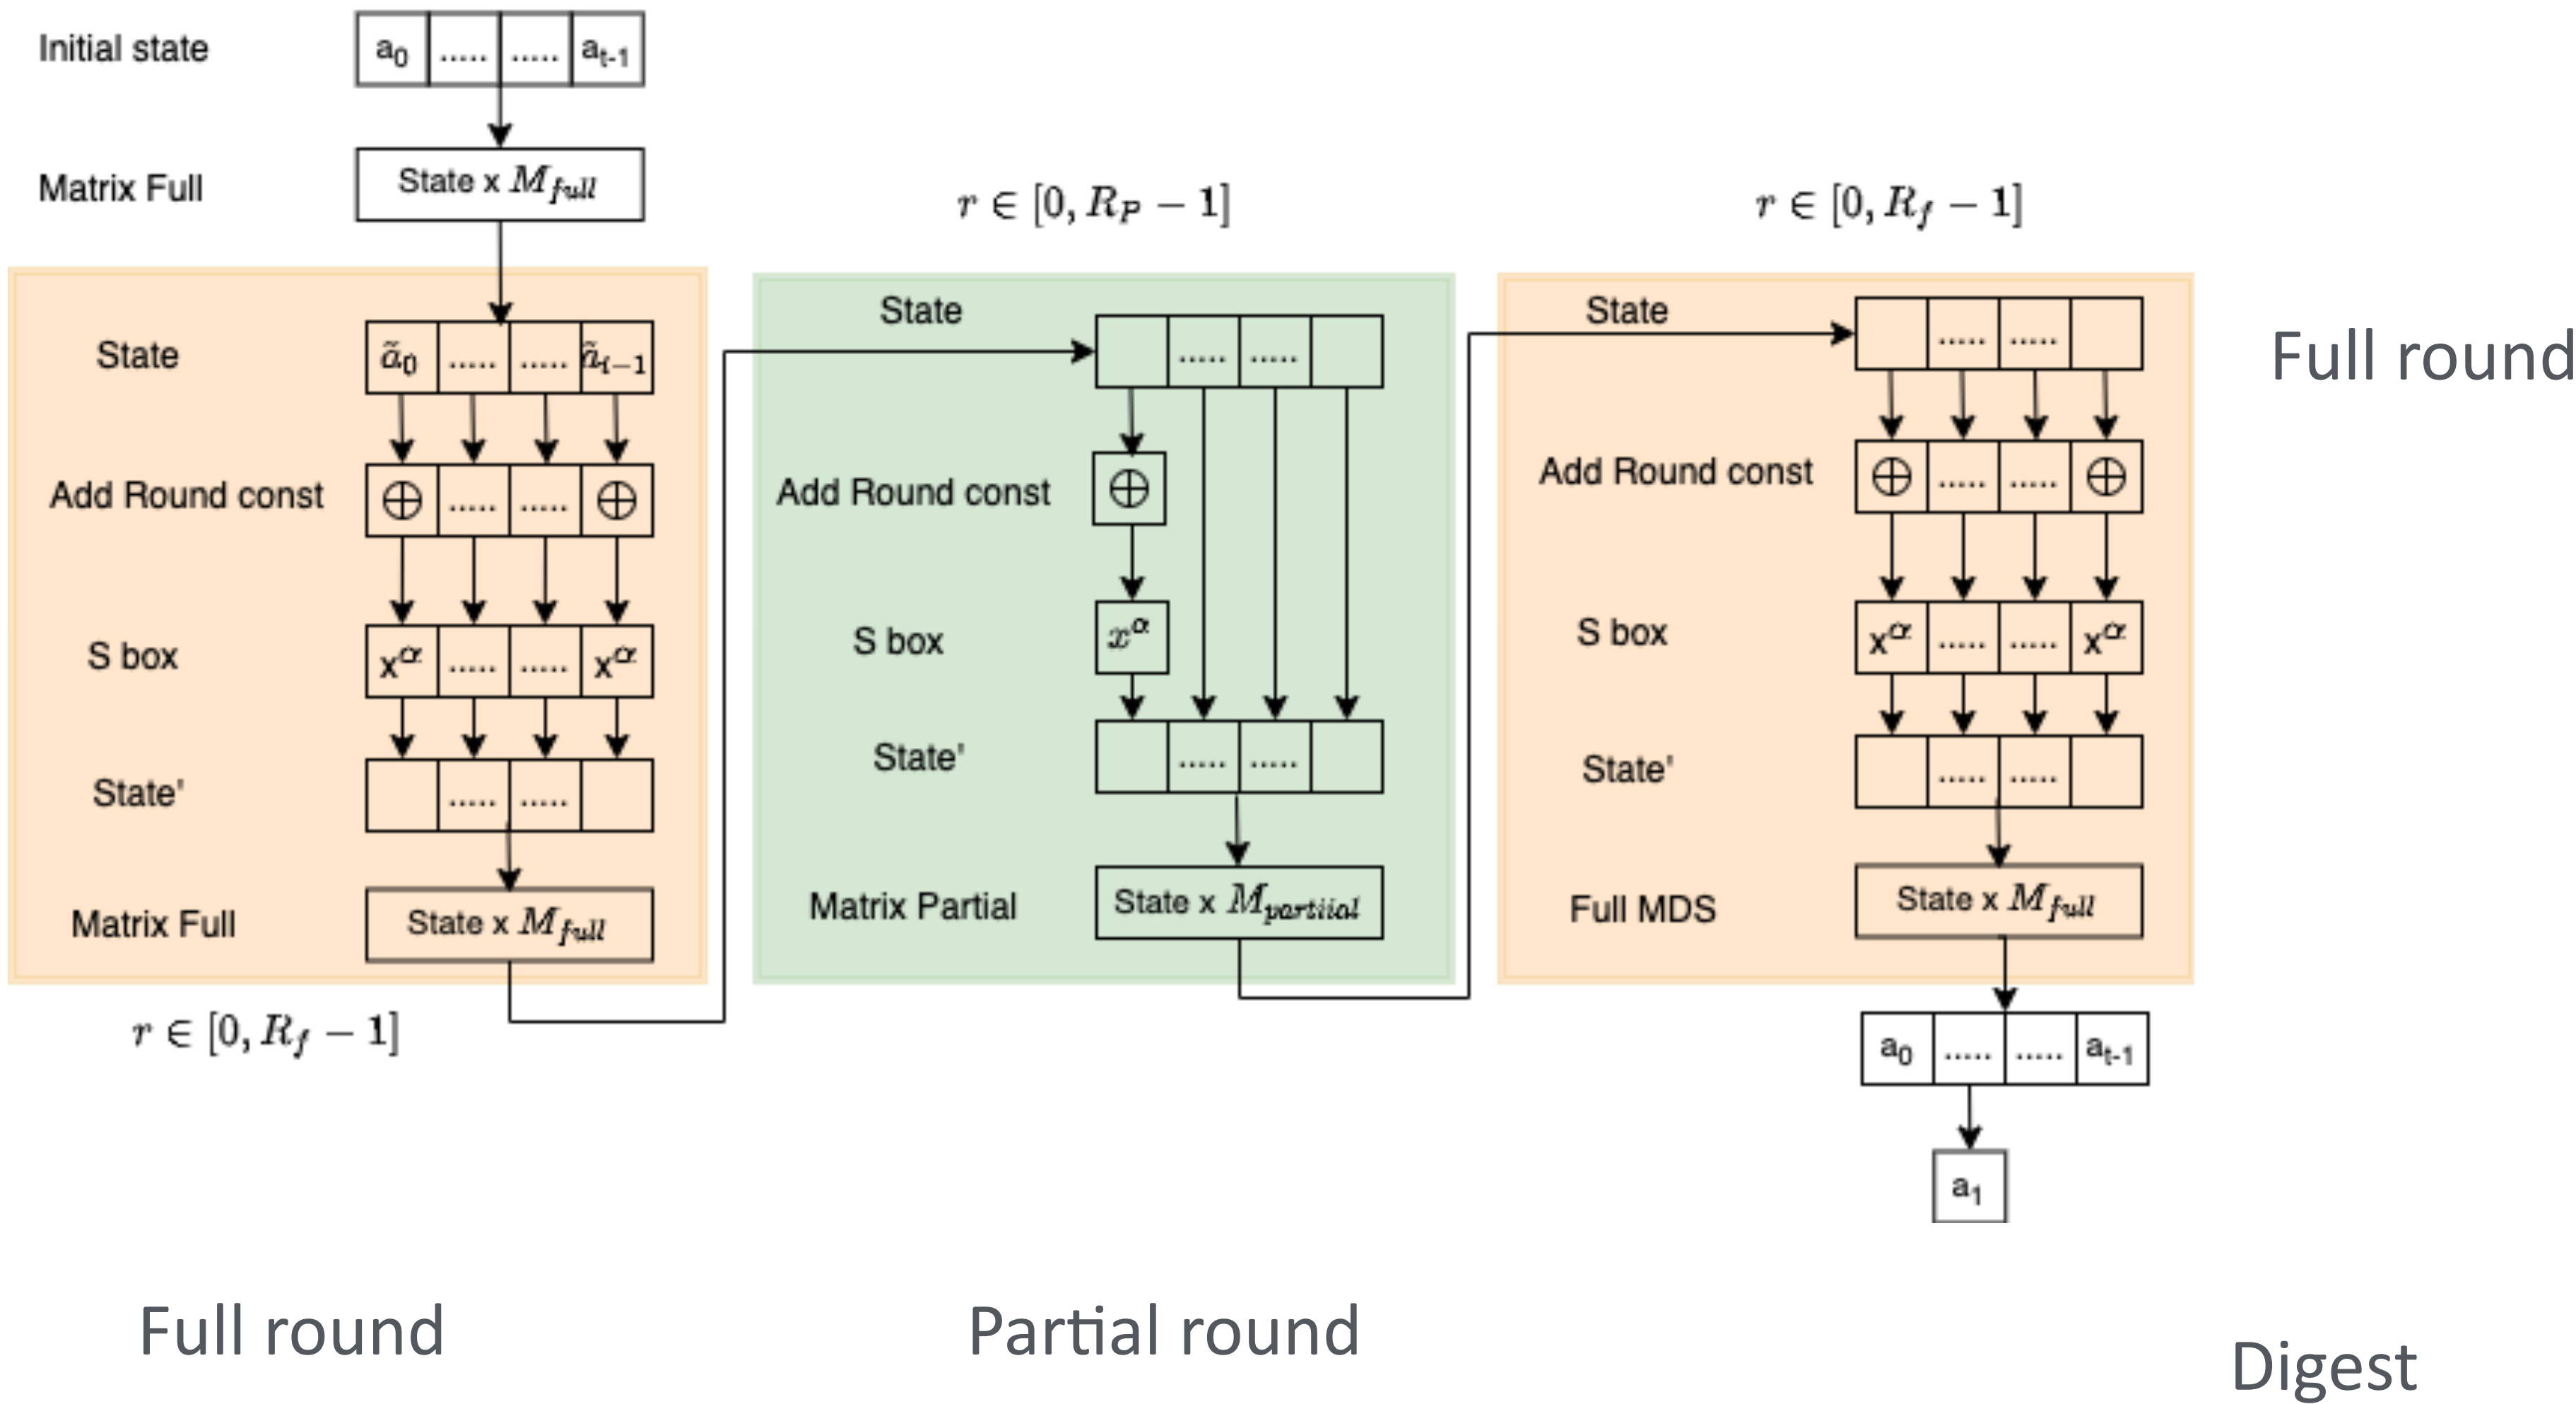 Initial state
a0 ..... ..... at-1
Matrix Full
State x Mfull
State
ã0 ..... ..... ãt−1
Add Round const
⊕ ..... ..... ⊕
S box
xα ..... ..... xα
State'
..... .....
Matrix Full
State x Mfull
r ∈ [0, Rf − 1]
Full round
r ∈ [0, RP − 1]
State
..... .....
Add Round const
⊕
S box
xα
State'
..... .....
Matrix Partial
State x Mpartiial
Partial round
r ∈ [0, Rf − 1]
State
..... .....
Add Round const
⊕ ..... ..... ⊕
S box
xα ..... ..... xα
State'
..... .....
Full MDS
State x Mfull
Full round
a0 ..... ..... at-1
a1
Digest